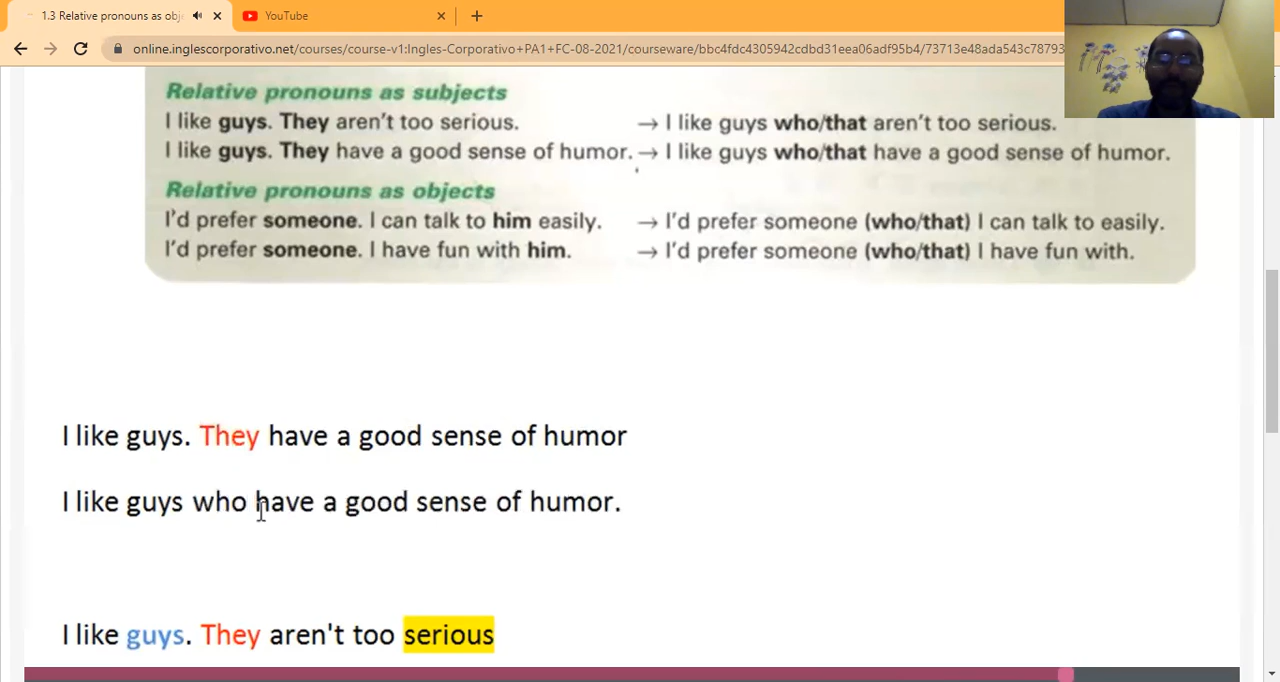 1.3 Relative pronouns as obj
YouTube
online.inglescorporativo.net/courses/course-v1:Ingles-Corporativo+PA1+FC-08-2021/courseware/bbc4fdc4305942cdbd31eea06adf95b4/73713e48ada543c78793
Relative pronouns as subjects
I like guys. They aren't too serious. → I like guys who/that aren't too serious.
I like guys. They have a good sense of humor. → I like guys who/that have a good sense of humor.
Relative pronouns as objects
I'd prefer someone. I can talk to him easily. → I'd prefer someone (who/that) I can talk to easily.
I'd prefer someone. I have fun with him. → I'd prefer someone (who/that) I have fun with.
I like guys. They have a good sense of humor
I like guys who have a good sense of humor.
I like guys. They aren't too serious